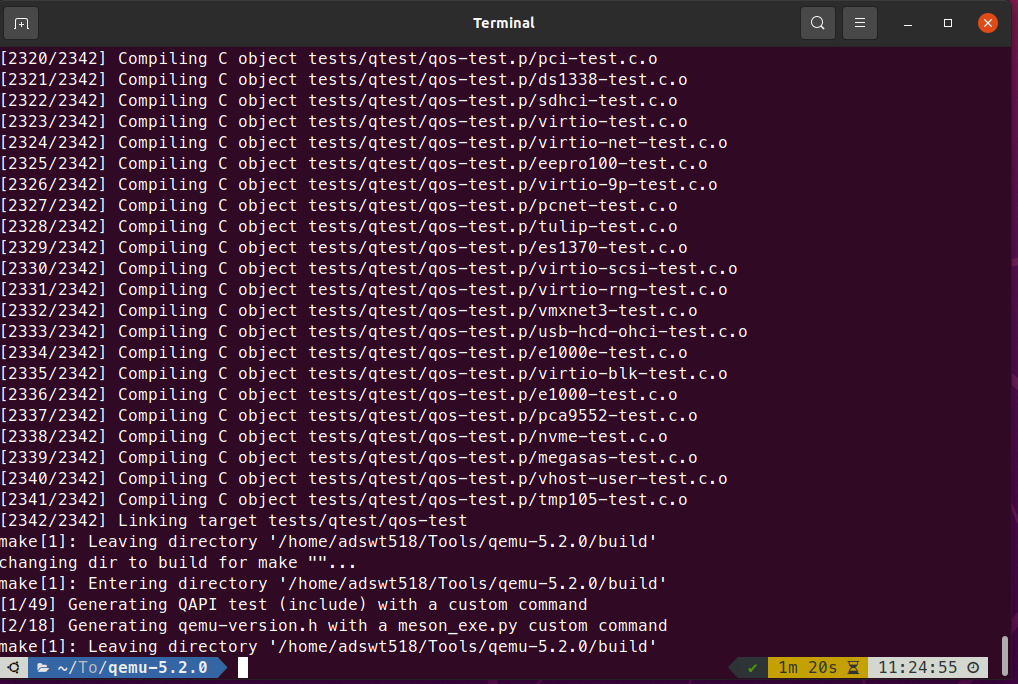 Terminal
[2320/2342] Compiling C object tests/qtest/qos-test.p/pci-test.c.o
[2321/2342] Compiling C object tests/qtest/qos-test.p/ds1338-test.c.o
[2322/2342] Compiling C object tests/qtest/qos-test.p/sdhci-test.c.o
[2323/2342] Compiling C object tests/qtest/qos-test.p/virtio-test.c.o
[2324/2342] Compiling C object tests/qtest/qos-test.p/virtio-net-test.c.o
[2325/2342] Compiling C object tests/qtest/qos-test.p/eepro100-test.c.o
[2326/2342] Compiling C object tests/qtest/qos-test.p/virtio-9p-test.c.o
[2327/2342] Compiling C object tests/qtest/qos-test.p/pcnet-test.c.o
[2328/2342] Compiling C object tests/qtest/qos-test.p/tulip-test.c.o
[2329/2342] Compiling C object tests/qtest/qos-test.p/es1370-test.c.o
[2330/2342] Compiling C object tests/qtest/qos-test.p/virtio-scsi-test.c.o
[2331/2342] Compiling C object tests/qtest/qos-test.p/virtio-rng-test.c.o
[2332/2342] Compiling C object tests/qtest/qos-test.p/vmxnet3-test.c.o
[2333/2342] Compiling C object tests/qtest/qos-test.p/usb-hcd-ohci-test.c.o
[2334/2342] Compiling C object tests/qtest/qos-test.p/e1000e-test.c.o
[2335/2342] Compiling C object tests/qtest/qos-test.p/virtio-blk-test.c.o
[2336/2342] Compiling C object tests/qtest/qos-test.p/e1000-test.c.o
[2337/2342] Compiling C object tests/qtest/qos-test.p/pca9552-test.c.o
[2338/2342] Compiling C object tests/qtest/qos-test.p/nvme-test.c.o
[2339/2342] Compiling C object tests/qtest/qos-test.p/megasas-test.c.o
[2340/2342] Compiling C object tests/qtest/qos-test.p/vhost-user-test.c.o
[2341/2342] Compiling C object tests/qtest/qos-test.p/tmp105-test.c.o
[2342/2342] Linking target tests/qtest/qos-test
make[1]: Leaving directory '/home/adswt518/Tools/qemu-5.2.0/build'
changing dir to build for make ""...
make[1]: Entering directory '/home/adswt518/Tools/qemu-5.2.0/build'
[1/49] Generating QAPI test (include) with a custom command
[2/18] Generating qemu-version.h with a meson_exe.py custom command
make[1]: Leaving directory '/home/adswt518/Tools/qemu-5.2.0/build'
~/To/qemu-5.2.0 ✔ 1m 20s 11:24:55